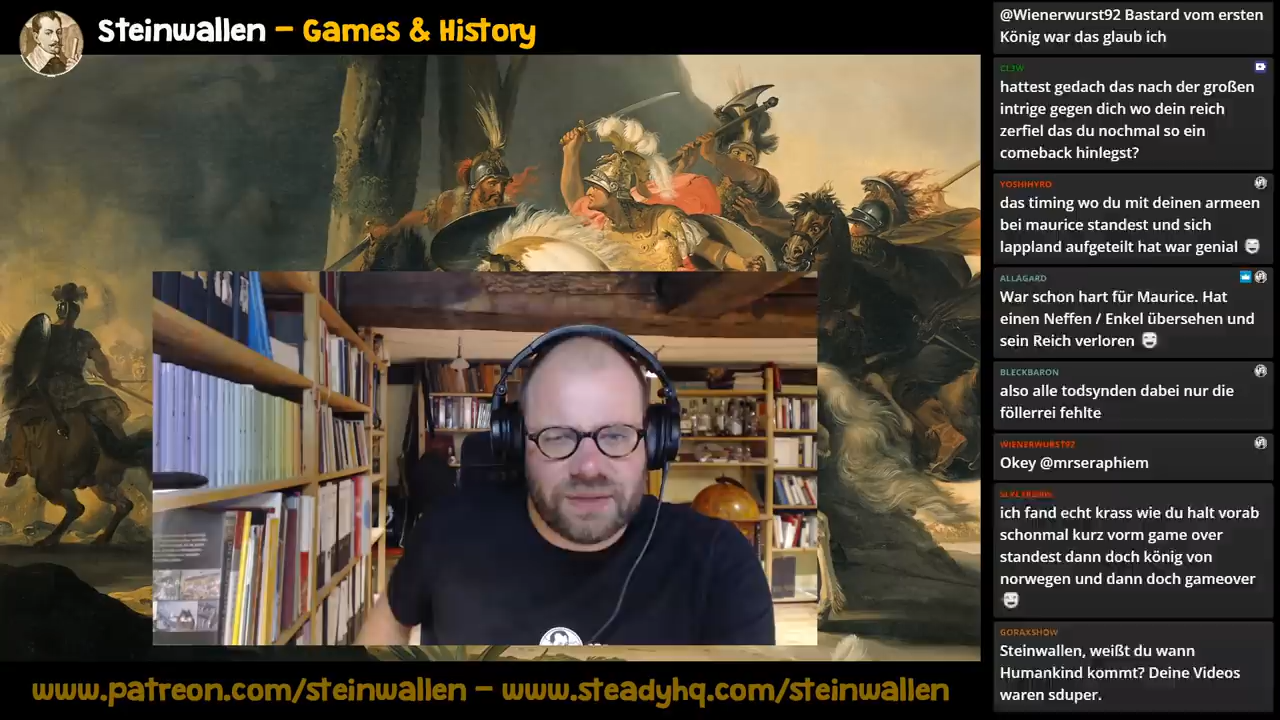 Steinwallen – Games & History
@Wienerwurst92 Bastard vom ersten
König war das glaub ich
CL3W
hattest gedach das nach der großen
intrige gegen dich wo dein reich
zerfiel das du nochmal so ein
comeback hinlegst?
YOSHIHYRO
das timing wo du mit deinen armeen
bei maurice standest und sich
lappland aufgeteilt hat war genial
ALLAGARD
War schon hart für Maurice. Hat
einen Neffen / Enkel übersehen und
sein Reich verloren
BLECKBARON
also alle todsynden dabei nur die
föllerrei fehlte
WIENERWURST92
Okey @mrseraphiem
ich fand echt krass wie du halt vorab
schonmal kurz vorm game over
standest dann doch könig von
norwegen und dann doch gameover
GORAXSHOW
Steinwallen, weißt du wann
Humankind kommt? Deine Videos
waren sduper.
www.patreon.com/steinwallen – www.steadyhq.com/steinwallen